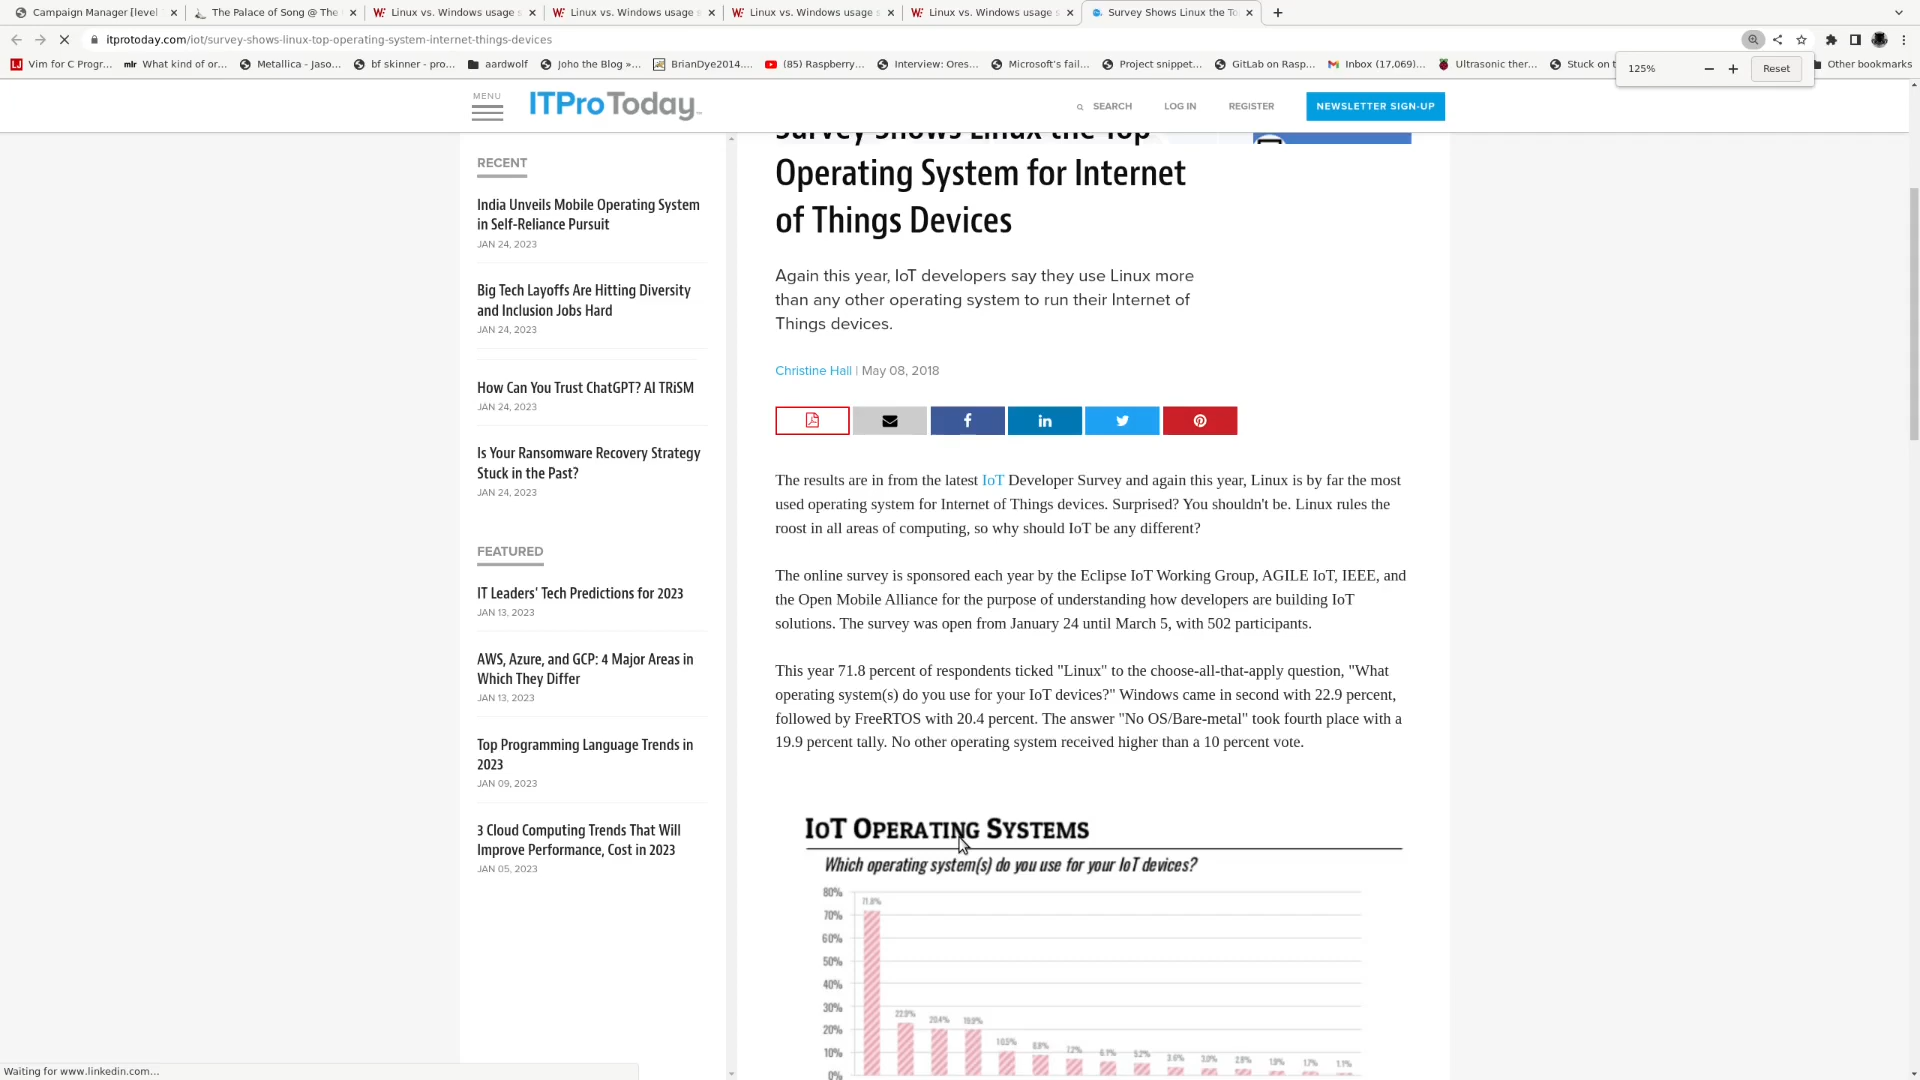 Campaign Manager [level
The Palace of Song @ The
Linux vs. Windows usage s
Linux vs. Windows usage s
Linux vs. Windows usage s
Linux vs. Windows usage s
Survey Shows Linux the To
itprotoday.com/iot/survey-shows-linux-top-operating-system-internet-things-devices
Vim for C Progr...
mlr What kind of or...
Metallica - Jaso...
bf skinner - pro...
aardwolf
Joho the Blog »...
BrianDye2014....
(85) Raspberry...
Interview: Ores...
Microsoft's fail...
Project snippet...
GitLab on Rasp...
Inbox (17,069)...
Ultrasonic ther...
Stuck on t
Other bookmarks
125%
Reset
MENU
ITPro Today
SEARCH
LOG IN
REGISTER
NEWSLETTER SIGN-UP
RECENT
India Unveils Mobile Operating System
in Self-Reliance Pursuit
JAN 24, 2023
Big Tech Layoffs Are Hitting Diversity
and Inclusion Jobs Hard
JAN 24, 2023
How Can You Trust ChatGPT? AI TRiSM
JAN 24, 2023
Is Your Ransomware Recovery Strategy
Stuck in the Past?
JAN 24, 2023
FEATURED
IT Leaders' Tech Predictions for 2023
JAN 13, 2023
AWS, Azure, and GCP: 4 Major Areas in
Which They Differ
JAN 13, 2023
Top Programming Language Trends in
2023
JAN 09, 2023
3 Cloud Computing Trends That Will
Improve Performance, Cost in 2023
JAN 05, 2023
Survey Shows Linux the Top
Operating System for Internet
of Things Devices
Again this year, IoT developers say they use Linux more
than any other operating system to run their Internet of
Things devices.
Christine Hall | May 08, 2018
The results are in from the latest IoT Developer Survey and again this year, Linux is by far the most
used operating system for Internet of Things devices. Surprised? You shouldn't be. Linux rules the
roost in all areas of computing, so why should IoT be any different?
The online survey is sponsored each year by the Eclipse IoT Working Group, AGILE IoT, IEEE, and
the Open Mobile Alliance for the purpose of understanding how developers are building IoT
solutions. The survey was open from January 24 until March 5, with 502 participants.
This year 71.8 percent of respondents ticked "Linux" to the choose-all-that-apply question, "What
operating system(s) do you use for your IoT devices?" Windows came in second with 22.9 percent,
followed by FreeRTOS with 20.4 percent. The answer "No OS/Bare-metal" took fourth place with a
19.9 percent tally. No other operating system received higher than a 10 percent vote.
IoT Operating Systems
Which operating system(s) do you use for your IoT devices?
80%
71.8%
70%
60%
50%
40%
30%
22.9%
20.4%
19.9%
20%
10.5%
8.8%
7.2%
6.1%
5.2%
3.6%
3.0%
2.8%
1.9%
1.7%
1.1%
10%
0%
Waiting for www.linkedin.com...